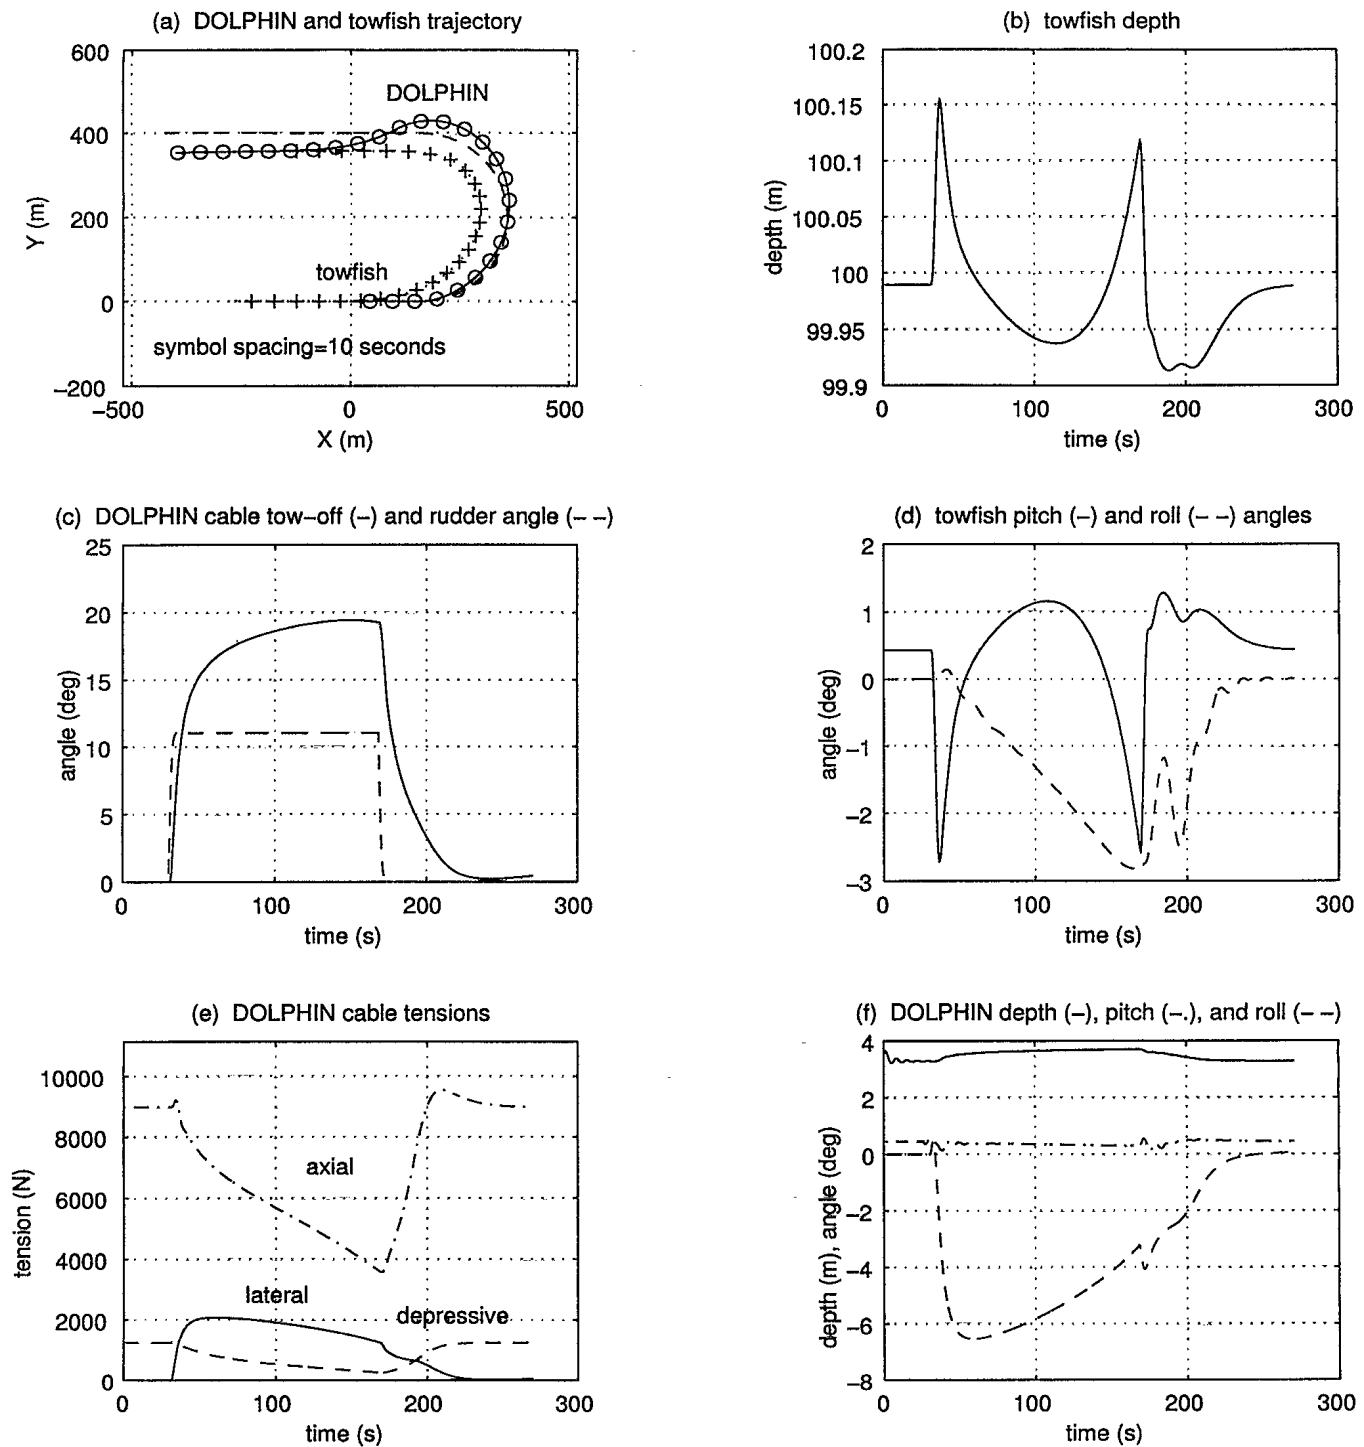 (a) DOLPHIN and towfish trajectory
600
400
200
0
−200
−500
0
500
Y (m)
X (m)
DOLPHIN
towfish
symbol spacing=10 seconds
(b) towfish depth
100.2
100.15
100.1
100.05
100
99.95
99.9
0
100
200
300
depth (m)
time (s)
(c) DOLPHIN cable tow−off (−) and rudder angle (− −)
25
20
15
10
5
0
0
100
200
300
angle (deg)
time (s)
(d) towfish pitch (−) and roll (− −) angles
2
1
0
−1
−2
−3
0
100
200
300
angle (deg)
time (s)
(e) DOLPHIN cable tensions
10000
8000
6000
4000
2000
0
0
100
200
300
tension (N)
time (s)
axial
lateral
depressive
(f) DOLPHIN depth (−), pitch (−.), and roll (− −)
4
2
0
−2
−4
−6
−8
0
100
200
300
depth (m), angle (deg)
time (s)